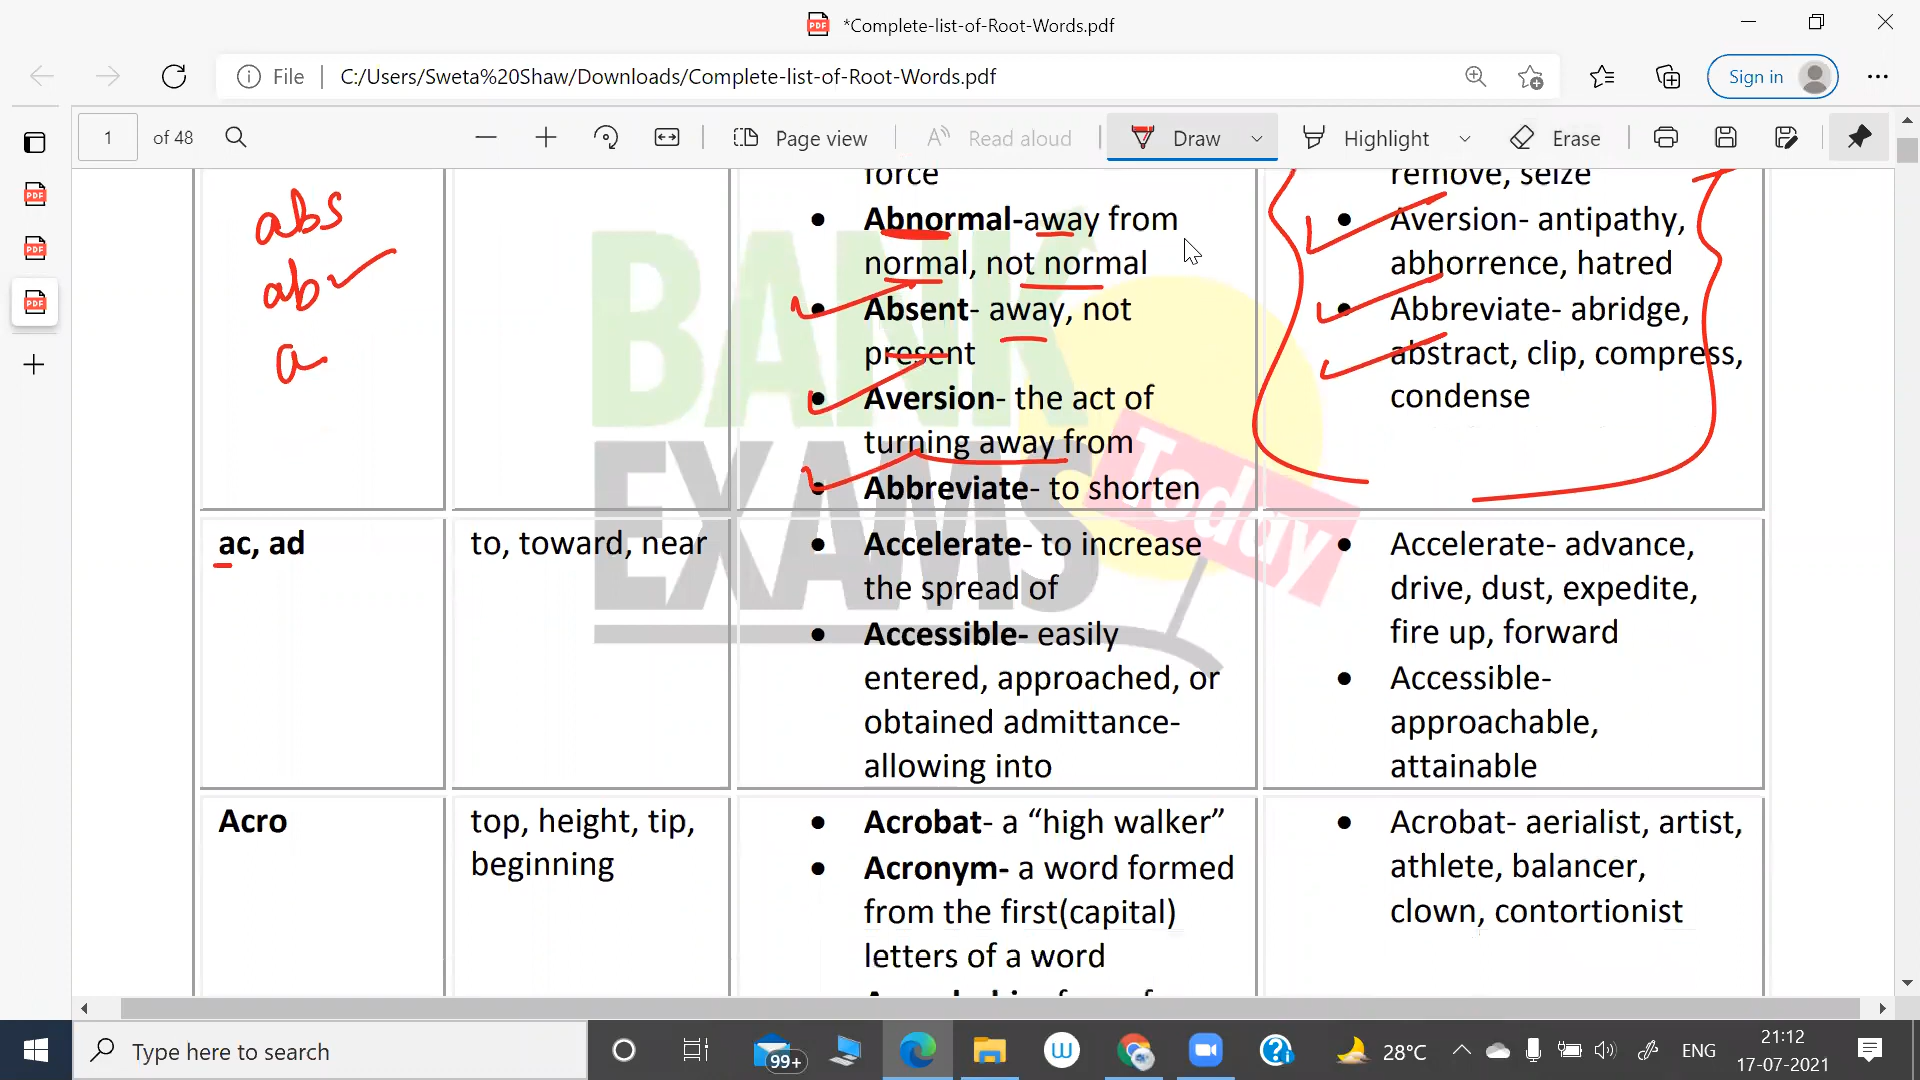 *Complete-list-of-Root-Words.pdf
File
C:/Users/Sweta%20Shaw/Downloads/Complete-list-of-Root-Words.pdf
Sign in
1 of 48
Page view
Read aloud
Draw
Highlight
Erase
abs
ab
a
force
Abnormal-away from
normal, not normal
Absent- away, not
present
Aversion- the act of
turning away from
Abbreviate- to shorten
remove, seize
Aversion- antipathy,
abhorrence, hatred
Abbreviate- abridge,
abstract, clip, compress,
condense
ac, ad
to, toward, near
Accelerate- to increase
the spread of
Accessible- easily
entered, approached, or
obtained admittance-
allowing into
Accelerate- advance,
drive, dust, expedite,
fire up, forward
Accessible-
approachable,
attainable
Acro
top, height, tip,
beginning
Acrobat- a “high walker”
Acronym- a word formed
from the first(capital)
letters of a word
Acrobat- aerialist, artist,
athlete, balancer,
clown, contortionist
BANK
EXAMS
Today
Type here to search
99+
28°C
ENG
21:12
17-07-2021